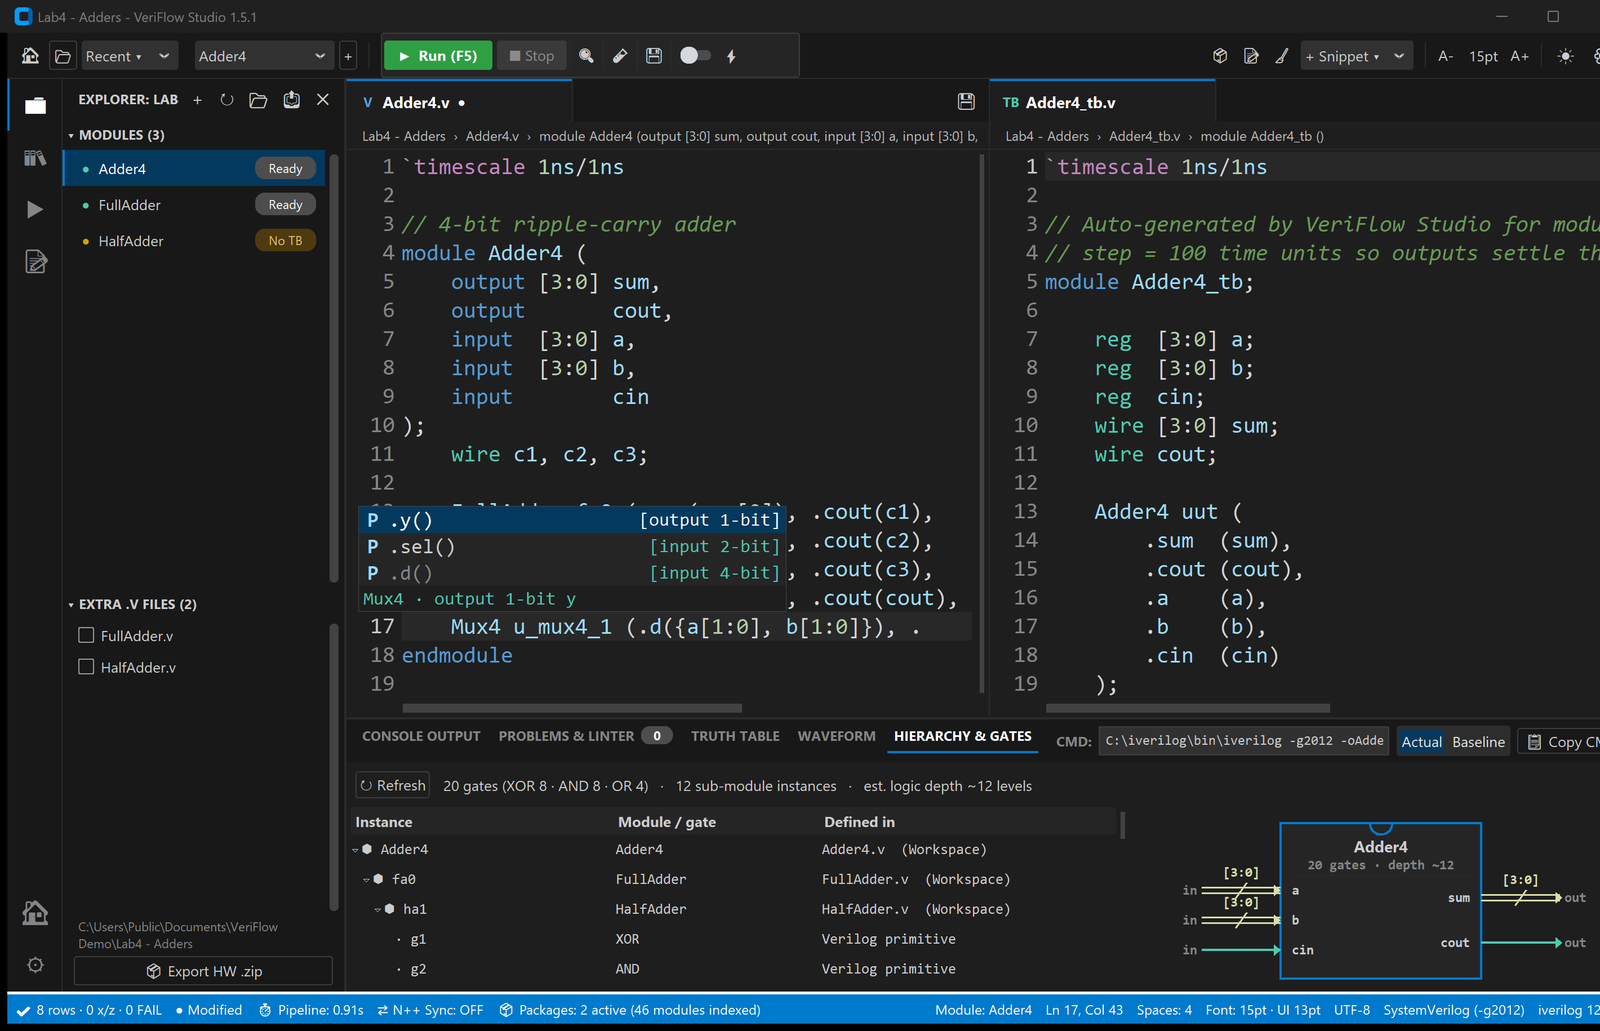 Lab4 - Adders - VeriFlow Studio 1.5.1
Recent ▾
Adder4
+
Run (F5)
Stop
+ Snippet ▾
A-
15pt
A+
EXPLORER: LAB
MODULES (3)
Adder4
Ready
FullAdder
Ready
HalfAdder
No TB
EXTRA .V FILES (2)
FullAdder.v
HalfAdder.v
C:\Users\Public\Documents\VeriFlow
Demo\Lab4 - Adders
Export HW .zip
V Adder4.v ●
Lab4 - Adders › Adder4.v › module Adder4 (output [3:0] sum, output cout, input [3:0] a, input [3:0] b,
1 `timescale 1ns/1ns
2
3 // 4-bit ripple-carry adder
4 module Adder4 (
5 output [3:0] sum,
6 output cout,
7 input [3:0] a,
8 input [3:0] b,
9 input cin
10 );
11 wire c1, c2, c3;
12
, .cout(c1),
, .cout(c2),
, .cout(c3),
, .cout(cout),
P .y() [output 1-bit]
P .sel() [input 2-bit]
P .d() [input 4-bit]
Mux4 · output 1-bit y
17 Mux4 u_mux4_1 (.d({a[1:0], b[1:0]}), .
18 endmodule
19
TB Adder4_tb.v
Lab4 - Adders › Adder4_tb.v › module Adder4_tb ()
1 `timescale 1ns/1ns
2
3 // Auto-generated by VeriFlow Studio for modu
4 // step = 100 time units so outputs settle th
5 module Adder4_tb;
6
7 reg [3:0] a;
8 reg [3:0] b;
9 reg cin;
10 wire [3:0] sum;
11 wire cout;
12
13 Adder4 uut (
14 .sum (sum),
15 .cout (cout),
16 .a (a),
17 .b (b),
18 .cin (cin)
19 );
CONSOLE OUTPUT
PROBLEMS & LINTER 0
TRUTH TABLE
WAVEFORM
HIERARCHY & GATES
CMD:
C:\iverilog\bin\iverilog -g2012 -oAdde
Actual
Baseline
Copy CM
Refresh
20 gates (XOR 8 · AND 8 · OR 4) · 12 sub-module instances · est. logic depth ~12 levels
Instance Module / gate Defined in
Adder4 Adder4 Adder4.v (Workspace)
fa0 FullAdder FullAdder.v (Workspace)
ha1 HalfAdder HalfAdder.v (Workspace)
· g1 XOR Verilog primitive
· g2 AND Verilog primitive
Adder4
20 gates · depth ~12
in [3:0] a
in [3:0] b
in cin
sum [3:0] out
cout out
8 rows · 0 x/z · 0 FAIL
● Modified
Pipeline: 0.91s
N++ Sync: OFF
Packages: 2 active (46 modules indexed)
Module: Adder4
Ln 17, Col 43
Spaces: 4
Font: 15pt · UI 13pt
UTF-8
SystemVerilog (-g2012)
iverilog 12